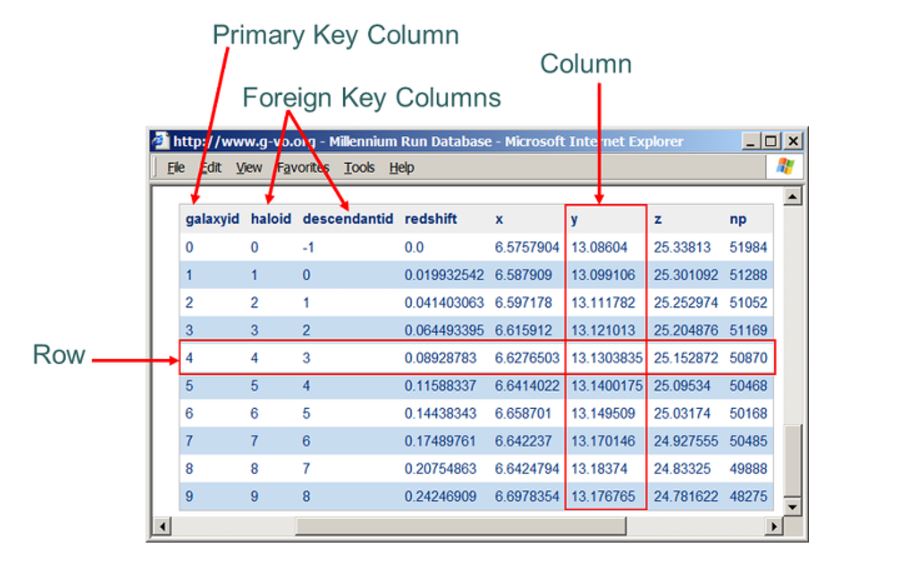 Primary Key Column
Column
Foreign Key Columns
http://www.g-vo.org - Millennium Run Database - Microsoft Internet Explorer
File Edit View Favorites Tools Help
galaxyid haloid descendantid redshift x y z np
0 0 -1 0.0 6.5757904 13.08604 25.33813 51984
1 1 0 0.019932542 6.587909 13.099106 25.301092 51288
2 2 1 0.041403063 6.597178 13.111782 25.252974 51052
3 3 2 0.064493395 6.615912 13.121013 25.204876 51169
Row
4 4 3 0.08928783 6.6276503 13.1303835 25.152872 50870
5 5 4 0.11588337 6.6414022 13.1400175 25.09534 50468
6 6 5 0.14438343 6.658701 13.149509 25.03174 50168
7 7 6 0.17489761 6.642237 13.170146 24.927555 50485
8 8 7 0.20754863 6.6424794 13.18374 24.83325 49888
9 9 8 0.24246909 6.6978354 13.176765 24.781622 48275